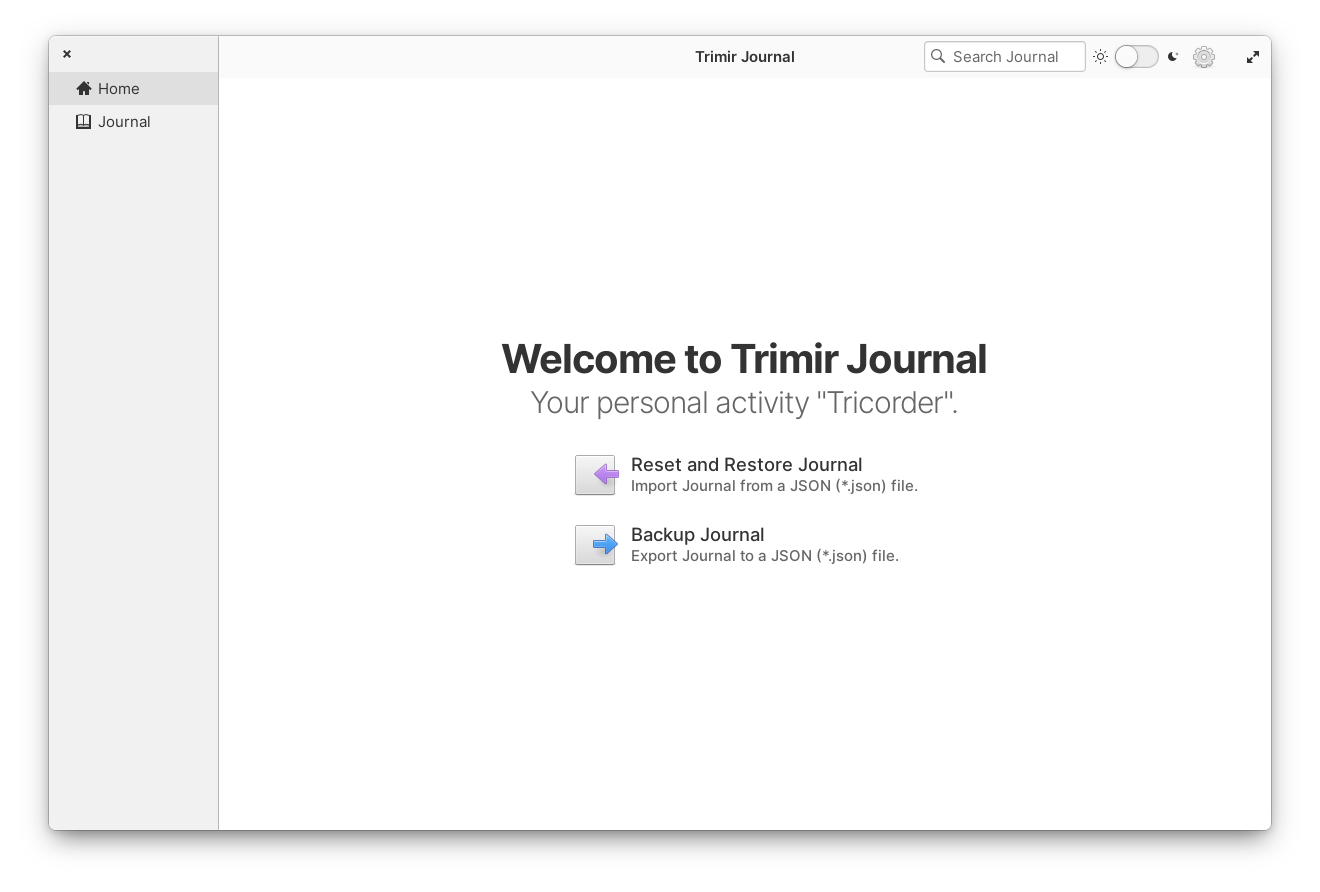 Trimir Journal
Search Journal
Home
Journal
Welcome to Trimir Journal
Your personal activity "Tricorder".
Reset and Restore Journal
Import Journal from a JSON (*.json) file.
Backup Journal
Export Journal to a JSON (*.json) file.